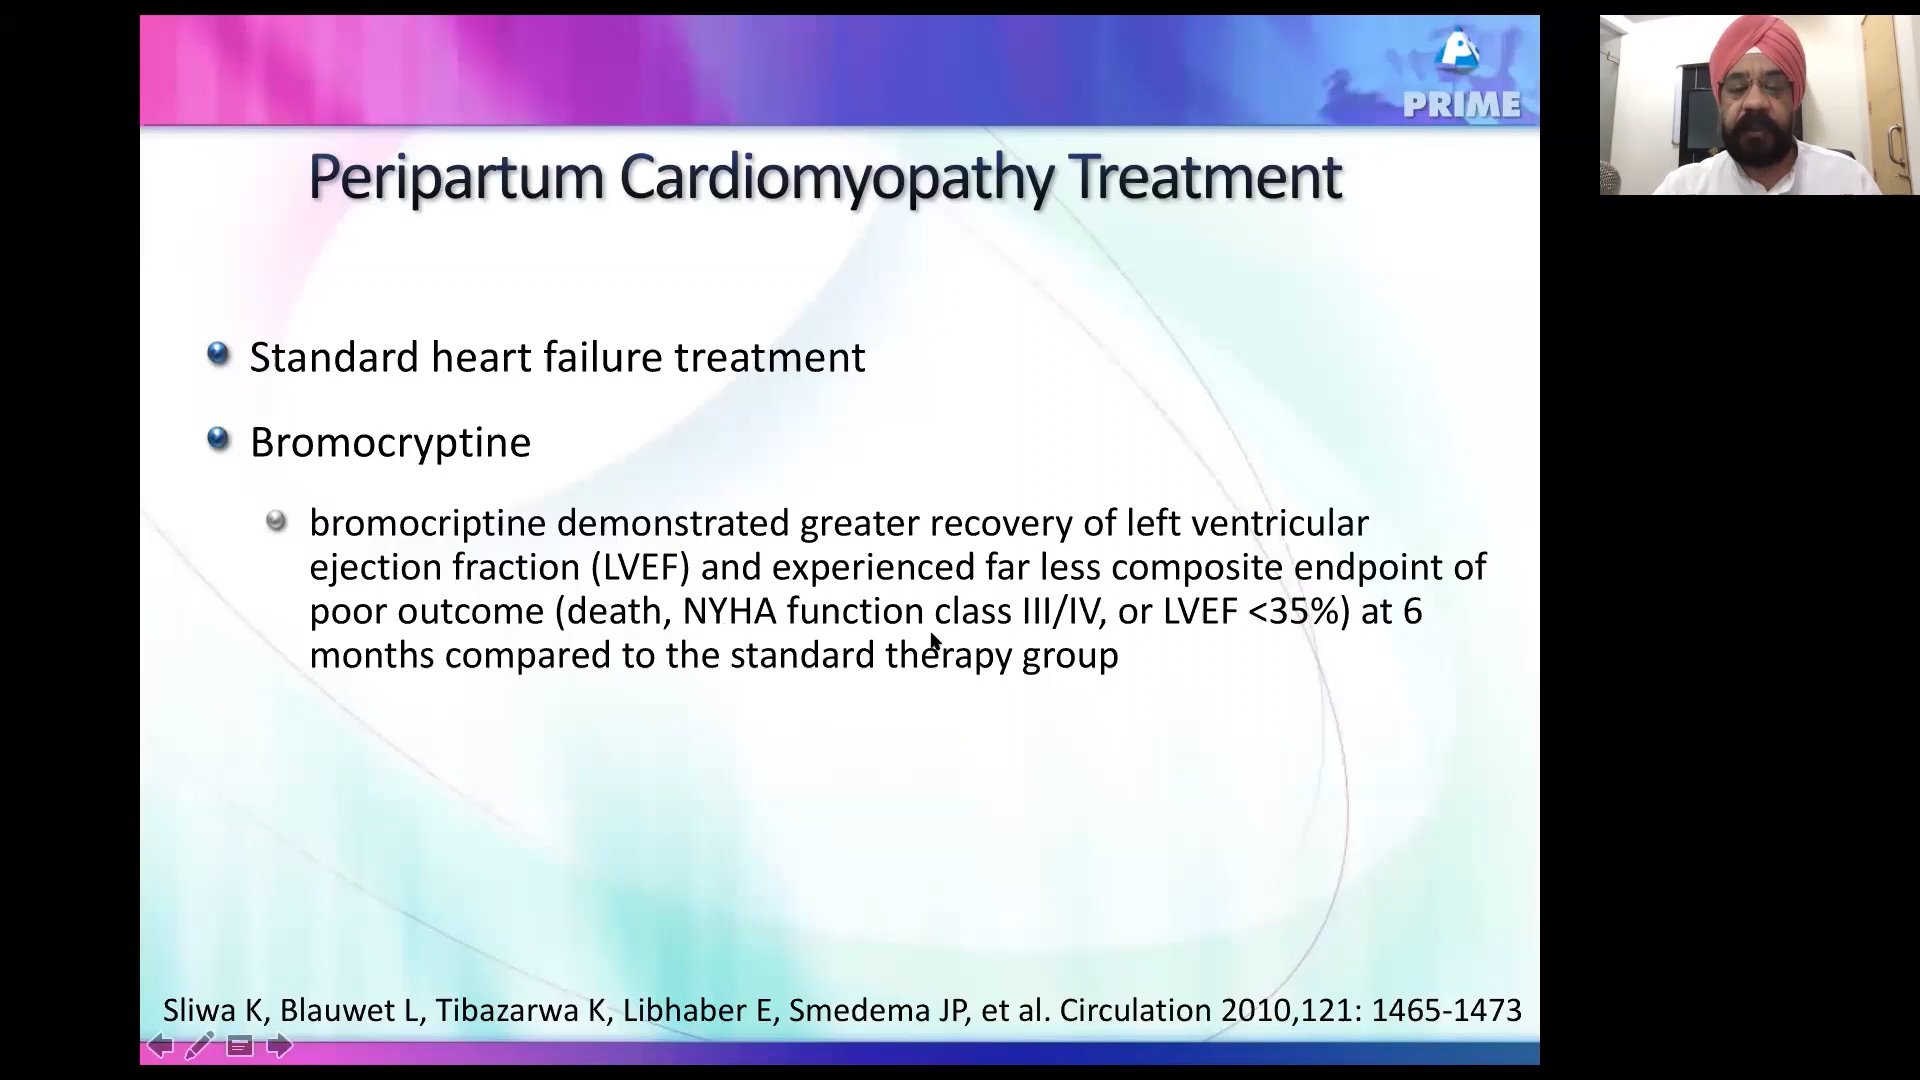 PRIME
Peripartum Cardiomyopathy Treatment
Standard heart failure treatment
Bromocryptine
bromocriptine demonstrated greater recovery of left ventricular
ejection fraction (LVEF) and experienced far less composite endpoint of
poor outcome (death, NYHA function class III/IV, or LVEF <35%) at 6
months compared to the standard therapy group
Sliwa K, Blauwet L, Tibazarwa K, Libhaber E, Smedema JP, et al. Circulation 2010,121: 1465-1473